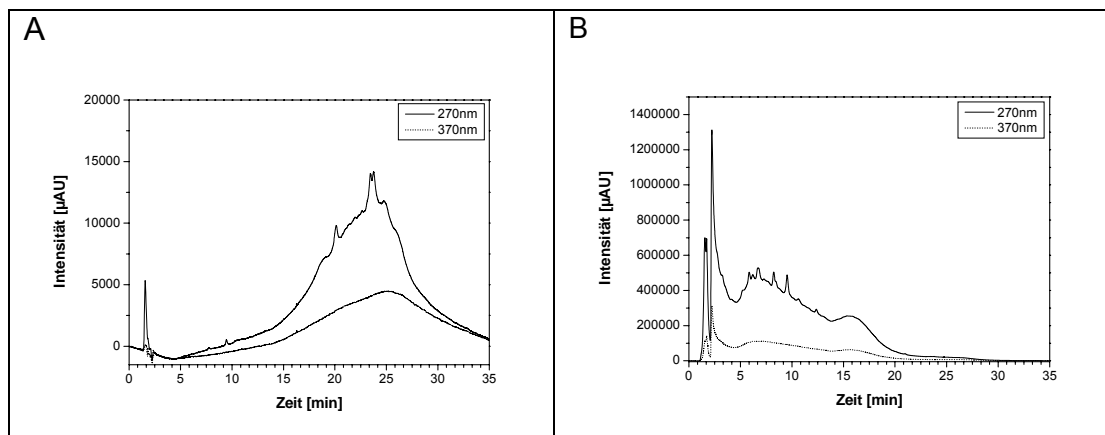 A
20000
15000
10000
5000
0
Intensität [µAU]
0 5 10 15 20 25 30 35
Zeit [min]
270nm
370nm
B
1400000
1200000
1000000
800000
600000
400000
200000
0
Intensität [µAU]
0 5 10 15 20 25 30 35
Zeit [min]
270nm
370nm